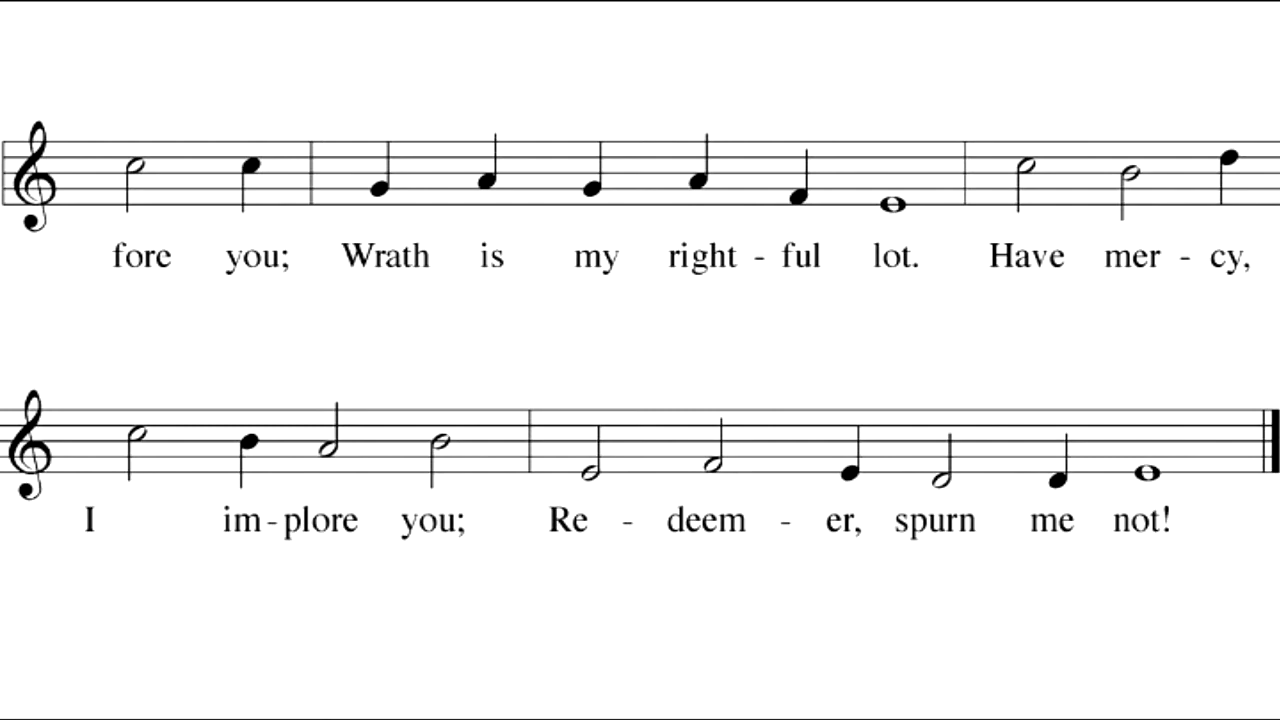 fore you; Wrath is my right - ful lot. Have mer - cy,
I im - plore you; Re - deem - er, spurn me not!